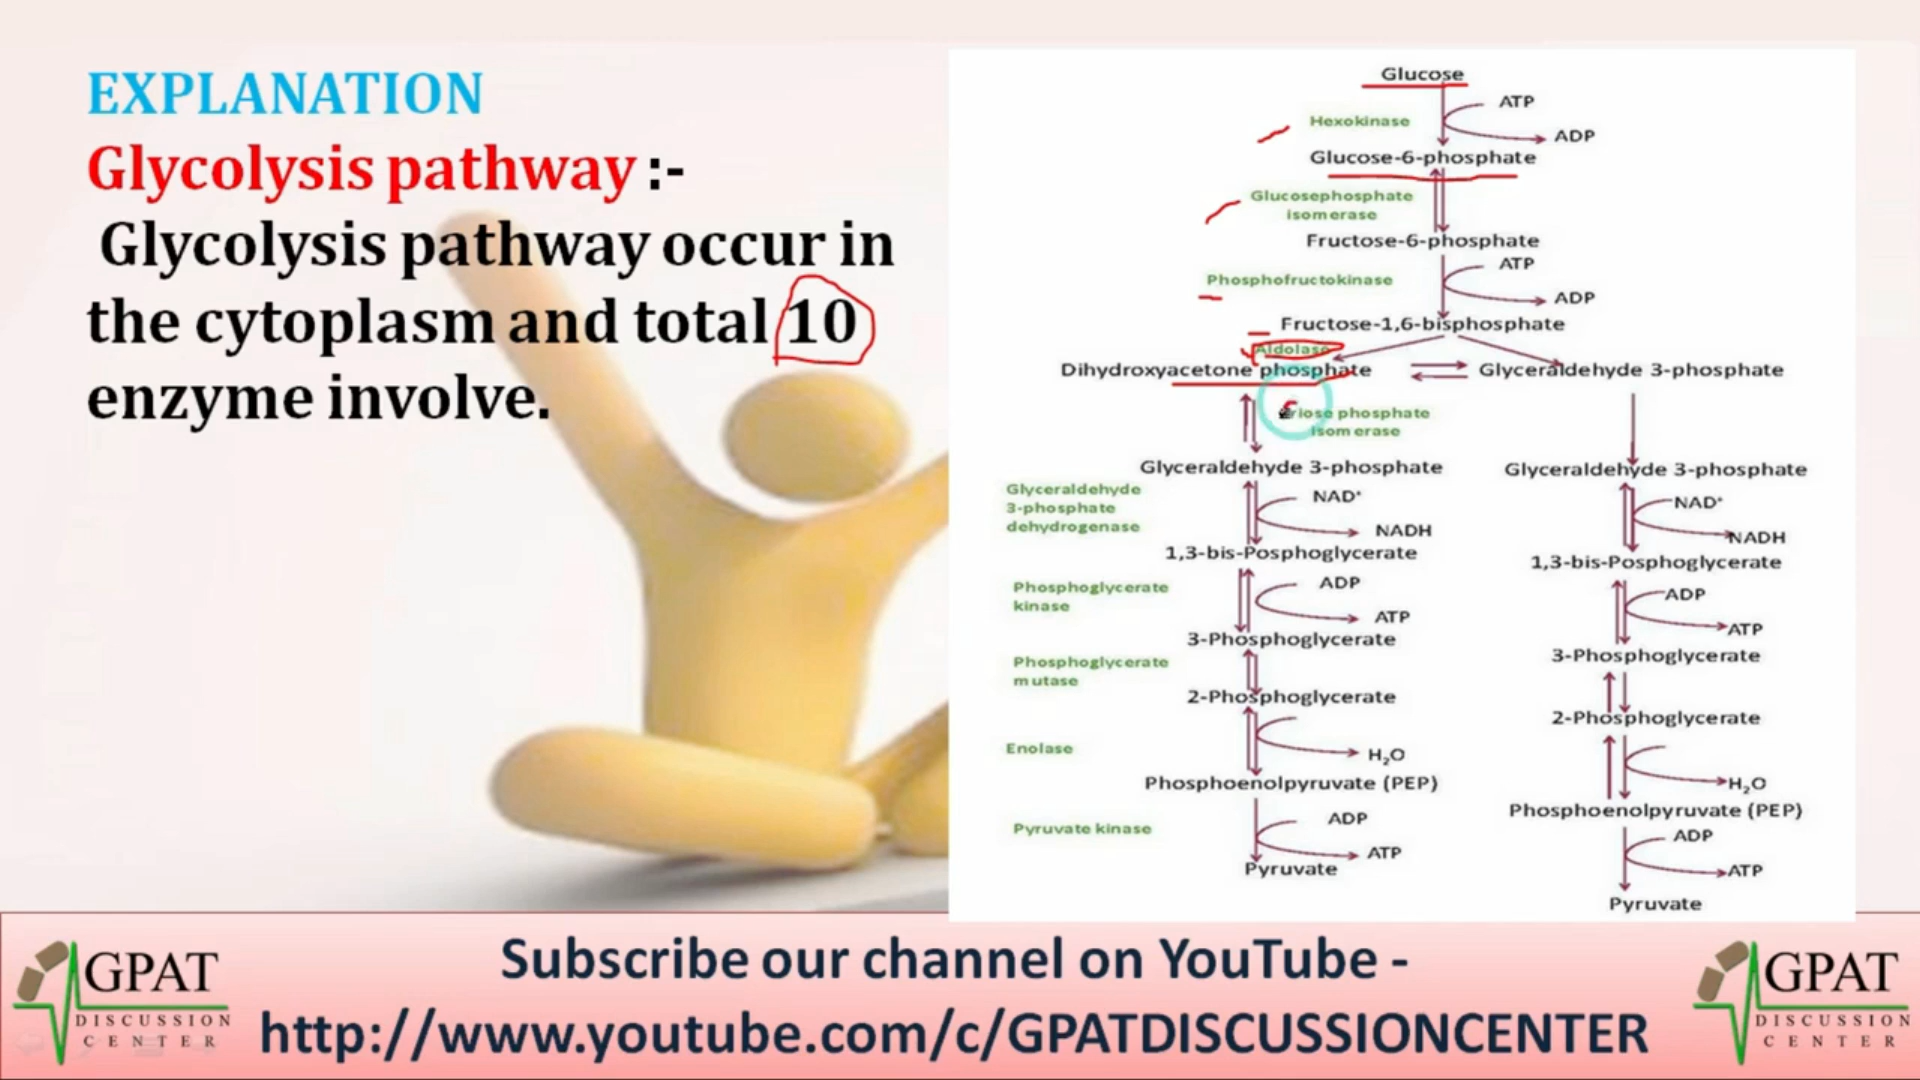 EXPLANATION
Glycolysis pathway :-
Glycolysis pathway occur in
the cytoplasm and total 10
enzyme involve.
Glucose
ATP
Hexokinase
ADP
Glucose-6-phosphate
Glucosephosphate
isomerase
Fructose-6-phosphate
ATP
Phosphofructokinase
ADP
Fructose-1,6-bisphosphate
Aldolase
Dihydroxyacetone phosphate
Glyceraldehyde 3-phosphate
phosphate
isomerase
Glyceraldehyde 3-phosphate
Glyceraldehyde
3-phosphate
dehydrogenase
NAD+
NADH
1,3-bis-Posphoglycerate
Phosphoglycerate
kinase
ADP
ATP
3-Phosphoglycerate
Phosphoglycerate
mutase
2-Phosphoglycerate
Enolase
H₂O
Phosphoenolpyruvate (PEP)
Pyruvate kinase
ADP
ATP
Pyruvate
Glyceraldehyde 3-phosphate
NAD+
NADH
1,3-bis-Posphoglycerate
ADP
ATP
3-Phosphoglycerate
2-Phosphoglycerate
H₂O
Phosphoenolpyruvate (PEP)
ADP
ATP
Pyruvate
GPAT
DISCUSSION
CENTER
Subscribe our channel on YouTube -
http://www.youtube.com/c/GPATDISCUSSIONCENTER
GPAT
DISCUSSION
CENTER